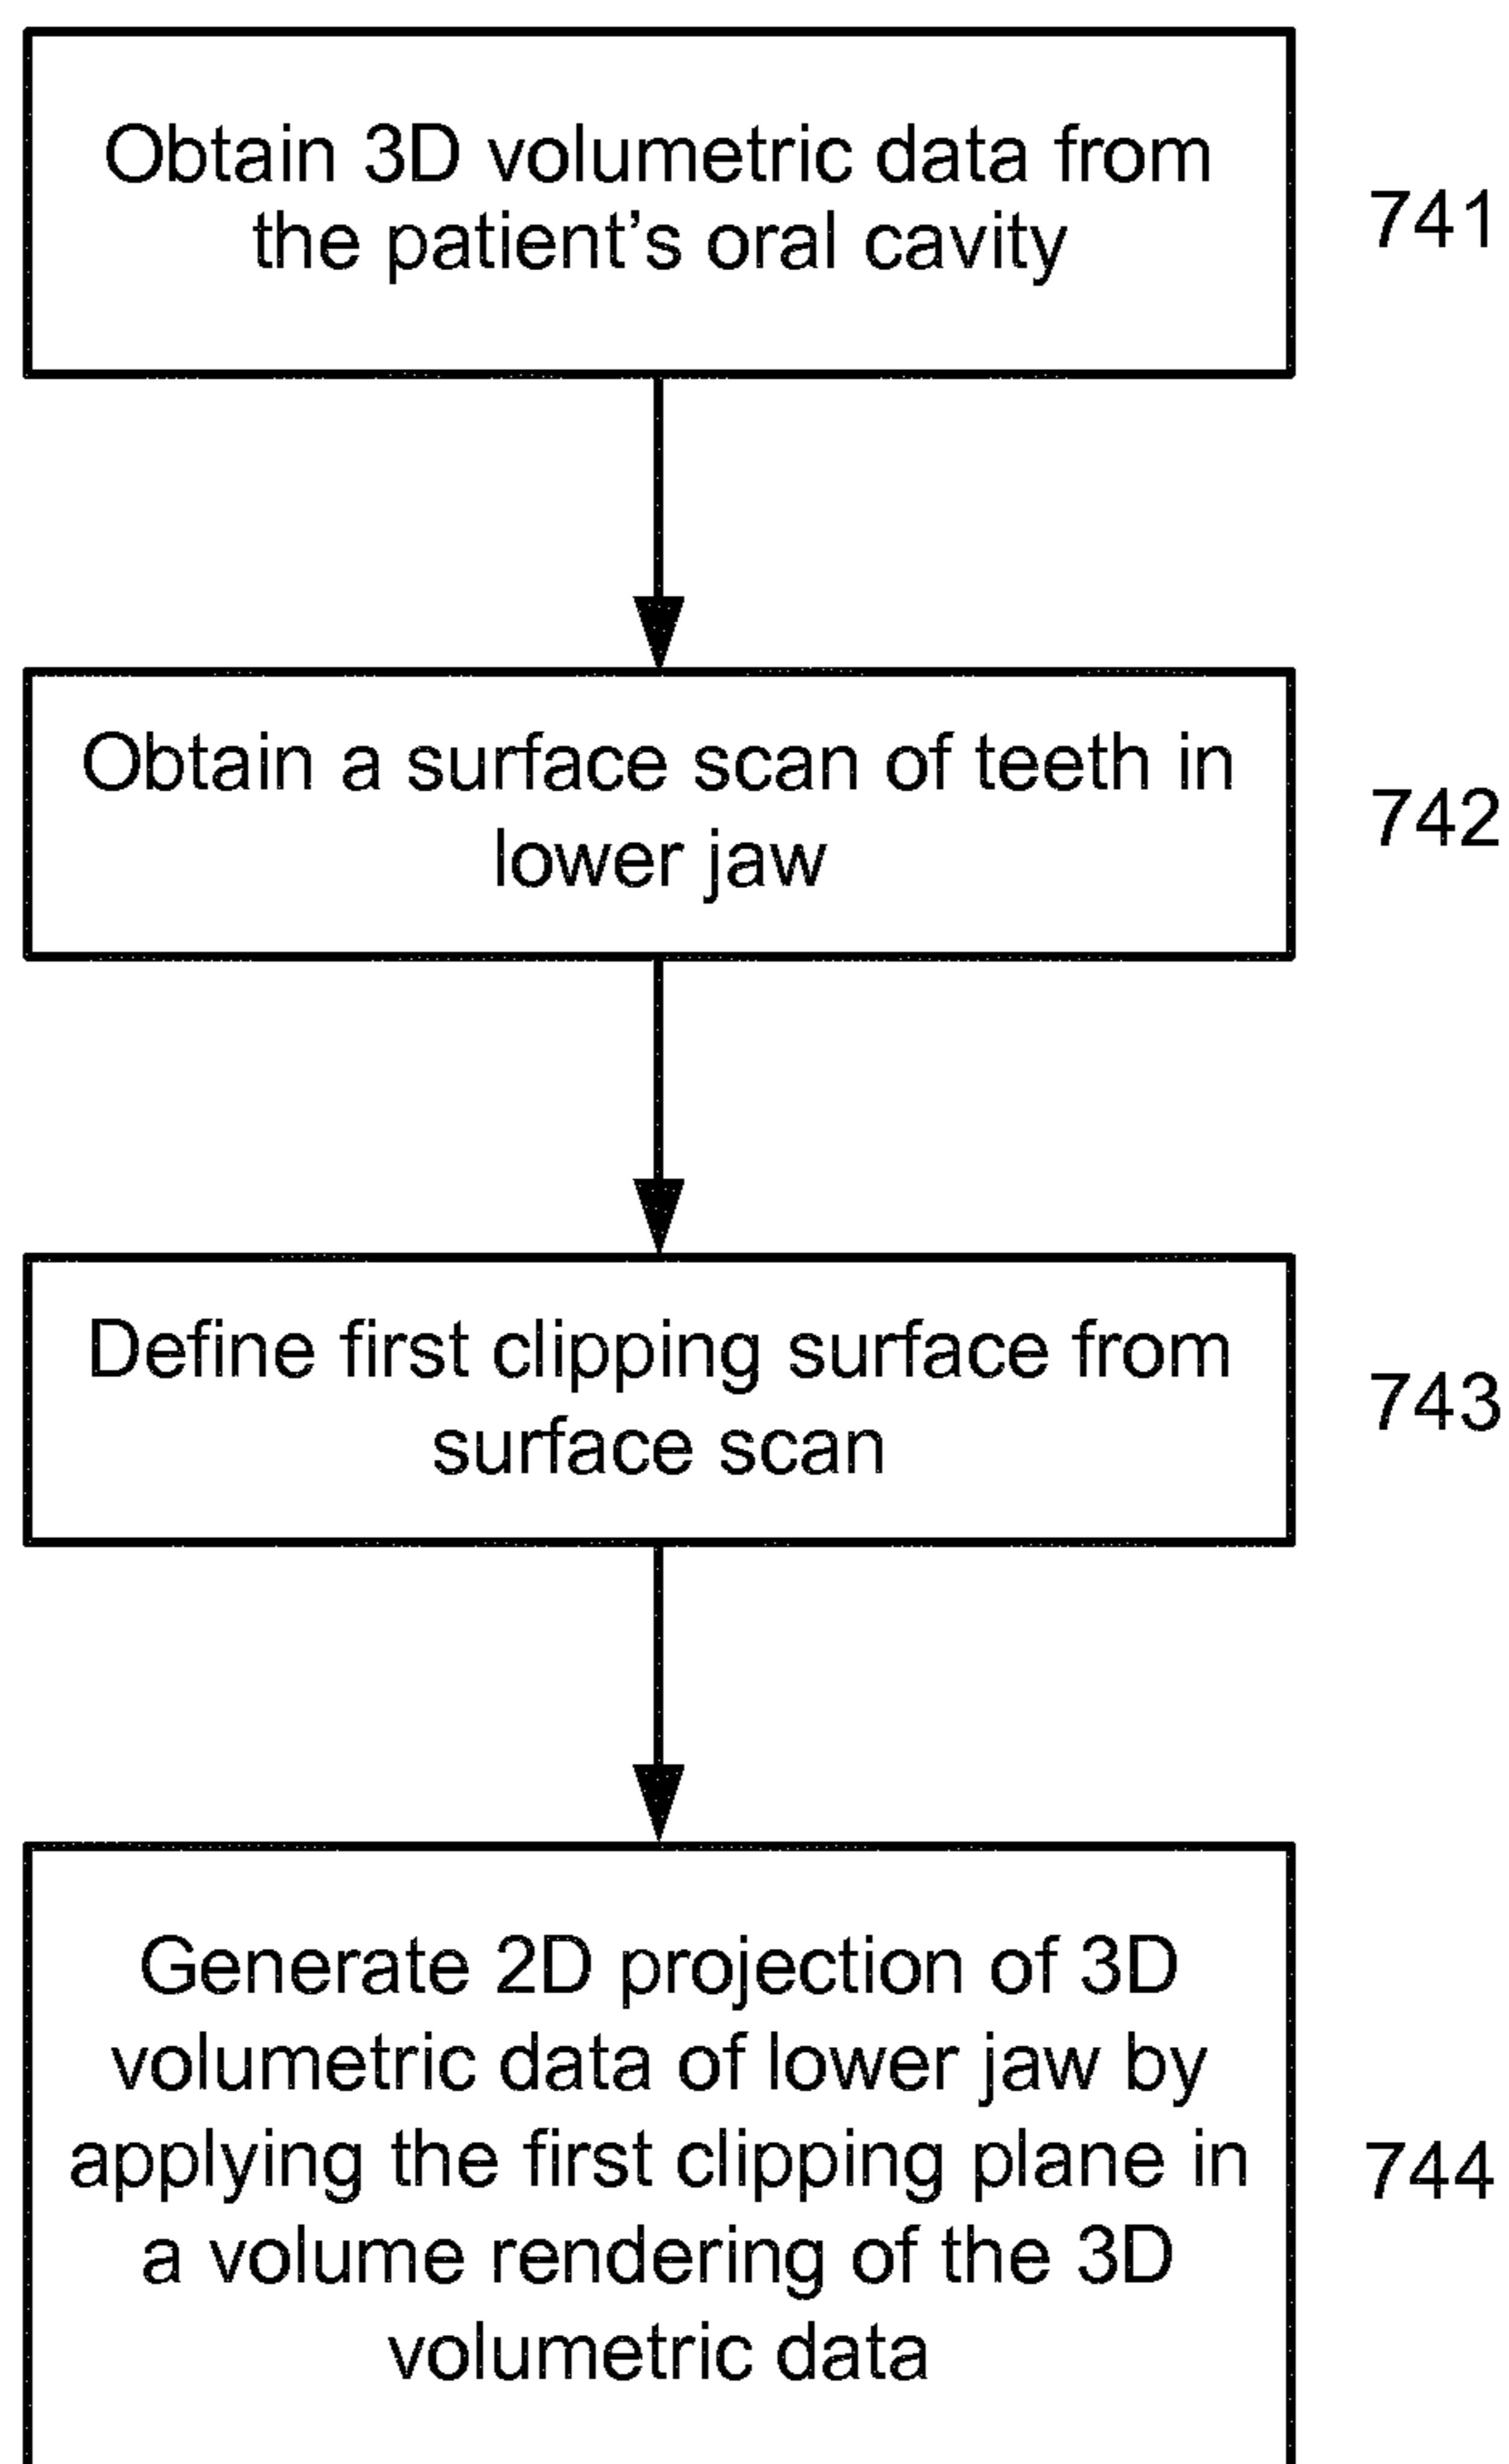 Obtain 3D volumetric data from
the patient’s oral cavity
741
Obtain a surface scan of teeth in
lower jaw
742
Define first clipping surface from
surface scan
743
Generate 2D projection of 3D
volumetric data of lower jaw by
applying the first clipping plane in
a volume rendering of the 3D
volumetric data
744